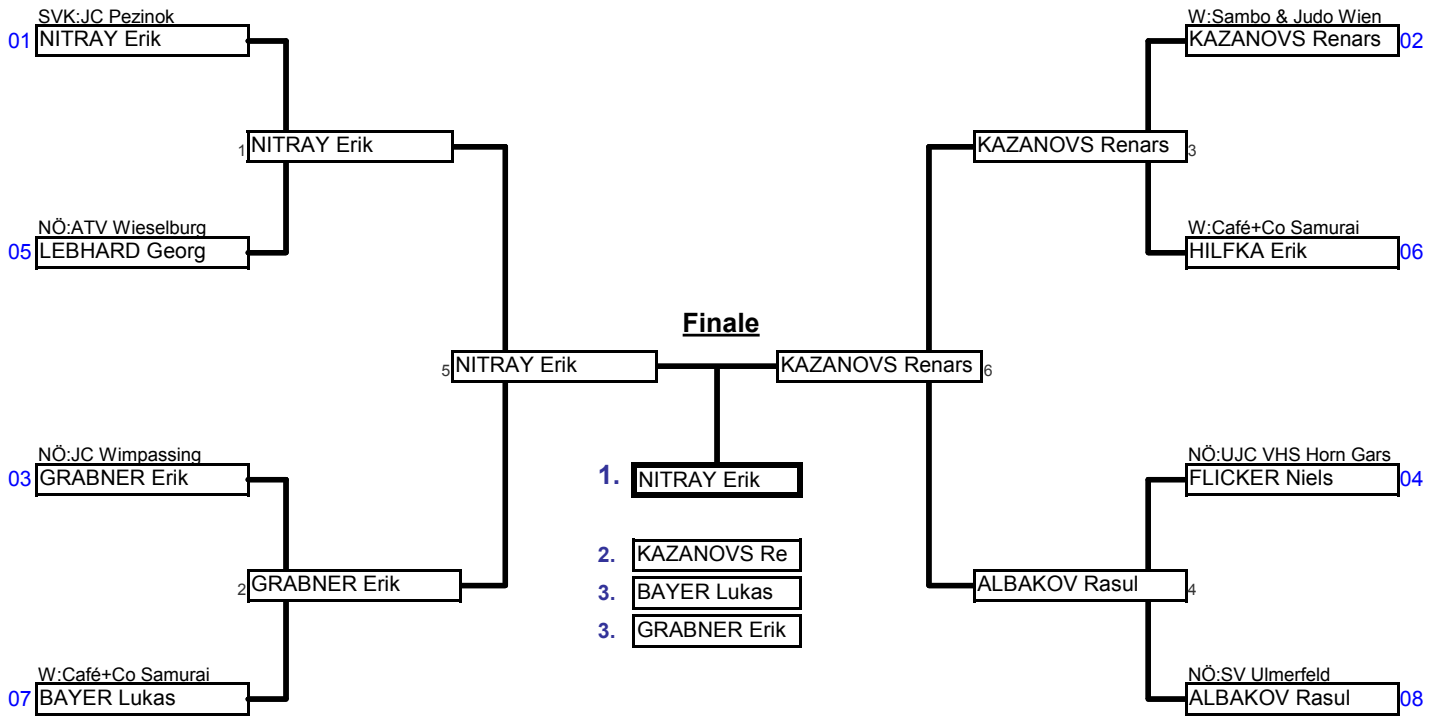 SVK:JC Pezinok
01 NITRAY Erik
W:Sambo & Judo Wien
KAZANOVS Renars 02
1 NITRAY Erik
KAZANOVS Renars 3
NÖ:ATV Wieselburg
05 LEBHARD Georg
W:Café+Co Samurai
HILFKA Erik 06
Finale
5 NITRAY Erik
KAZANOVS Renars 6
NÖ:JC Wimpassing
03 GRABNER Erik
NÖ:UJC VHS Horn Gars
FLICKER Niels 04
1. NITRAY Erik
2. KAZANOVS Re
2 GRABNER Erik
ALBAKOV Rasul 4
3. BAYER Lukas
3. GRABNER Erik
W:Café+Co Samurai
07 BAYER Lukas
NÖ:SV Ulmerfeld
ALBAKOV Rasul 08